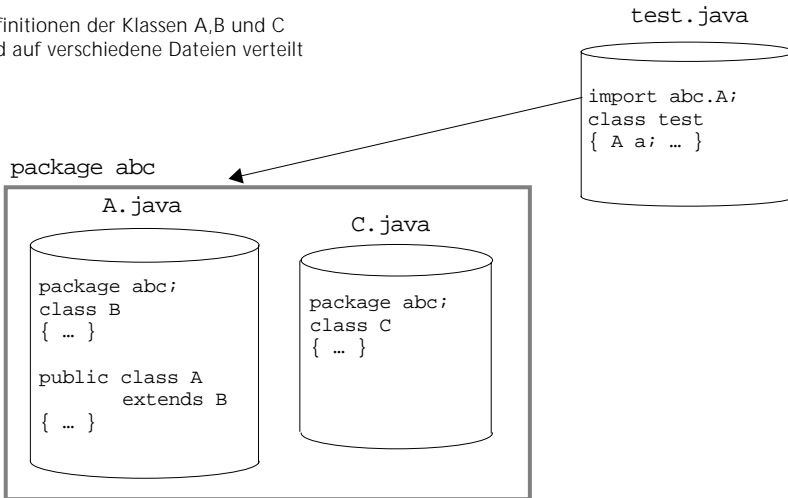 finitionen der Klassen A,B und C
d auf verschiedene Dateien verteilt
test.java
import abc.A;
class test
{ A a; … }
package abc
A.java
package abc;
class B
{ … }
public class A
extends B
{ … }
C.java
package abc;
class C
{ … }